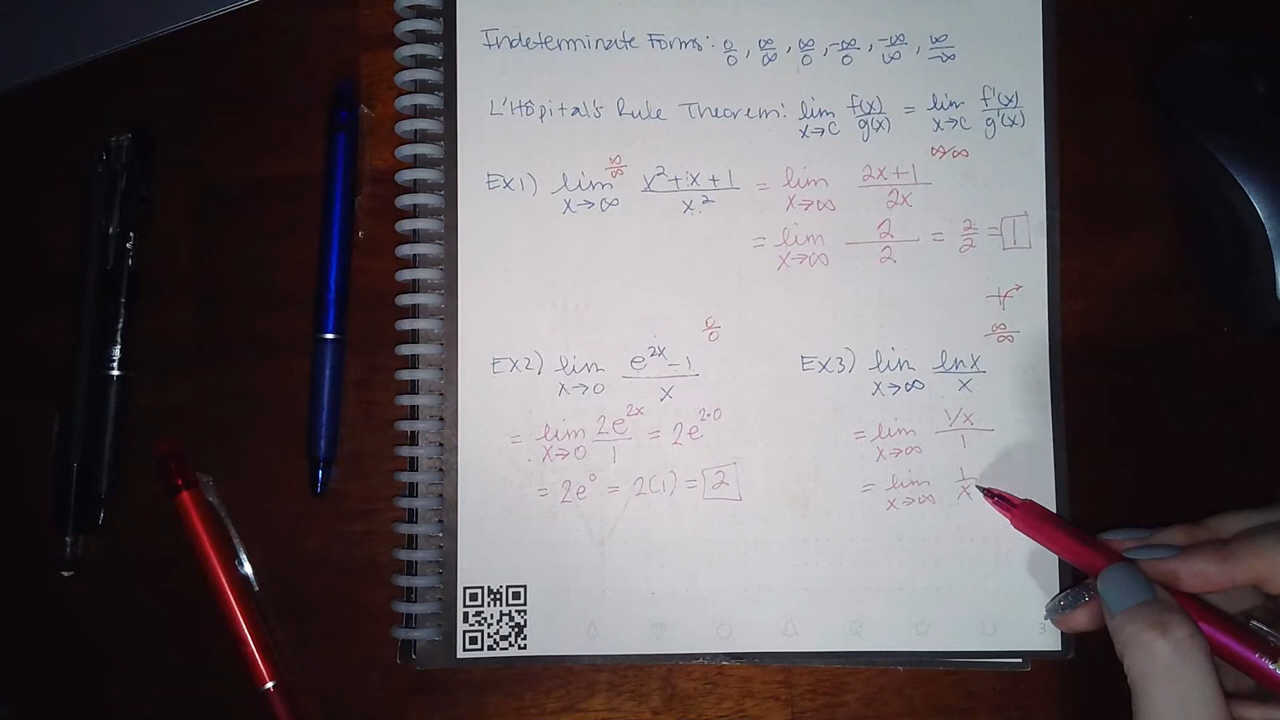 Indeterminate Forms: 0/0, ∞/∞, ∞/0, -∞/0, -∞/∞, ∞/-∞
L'Hôpital's Rule Theorem: lim x→c f(x)/g(x) = lim x→c f'(x)/g'(x)
∞/∞ ∞/∞
EX1) lim x→∞ x²+x+1/x² = lim x→∞ 2x+1/2x
= lim x→∞ 2/2 = 2/2 = 1
0/0
EX2) lim x→0 e^2x-1/x
= lim x→0 2e^2x/1 = 2e^2·0
= 2e^0 = 2(1) = 2
∞/∞
EX3) lim x→∞ lnx/x
= lim x→∞ 1/x/1
= lim x→∞ 1/x
3